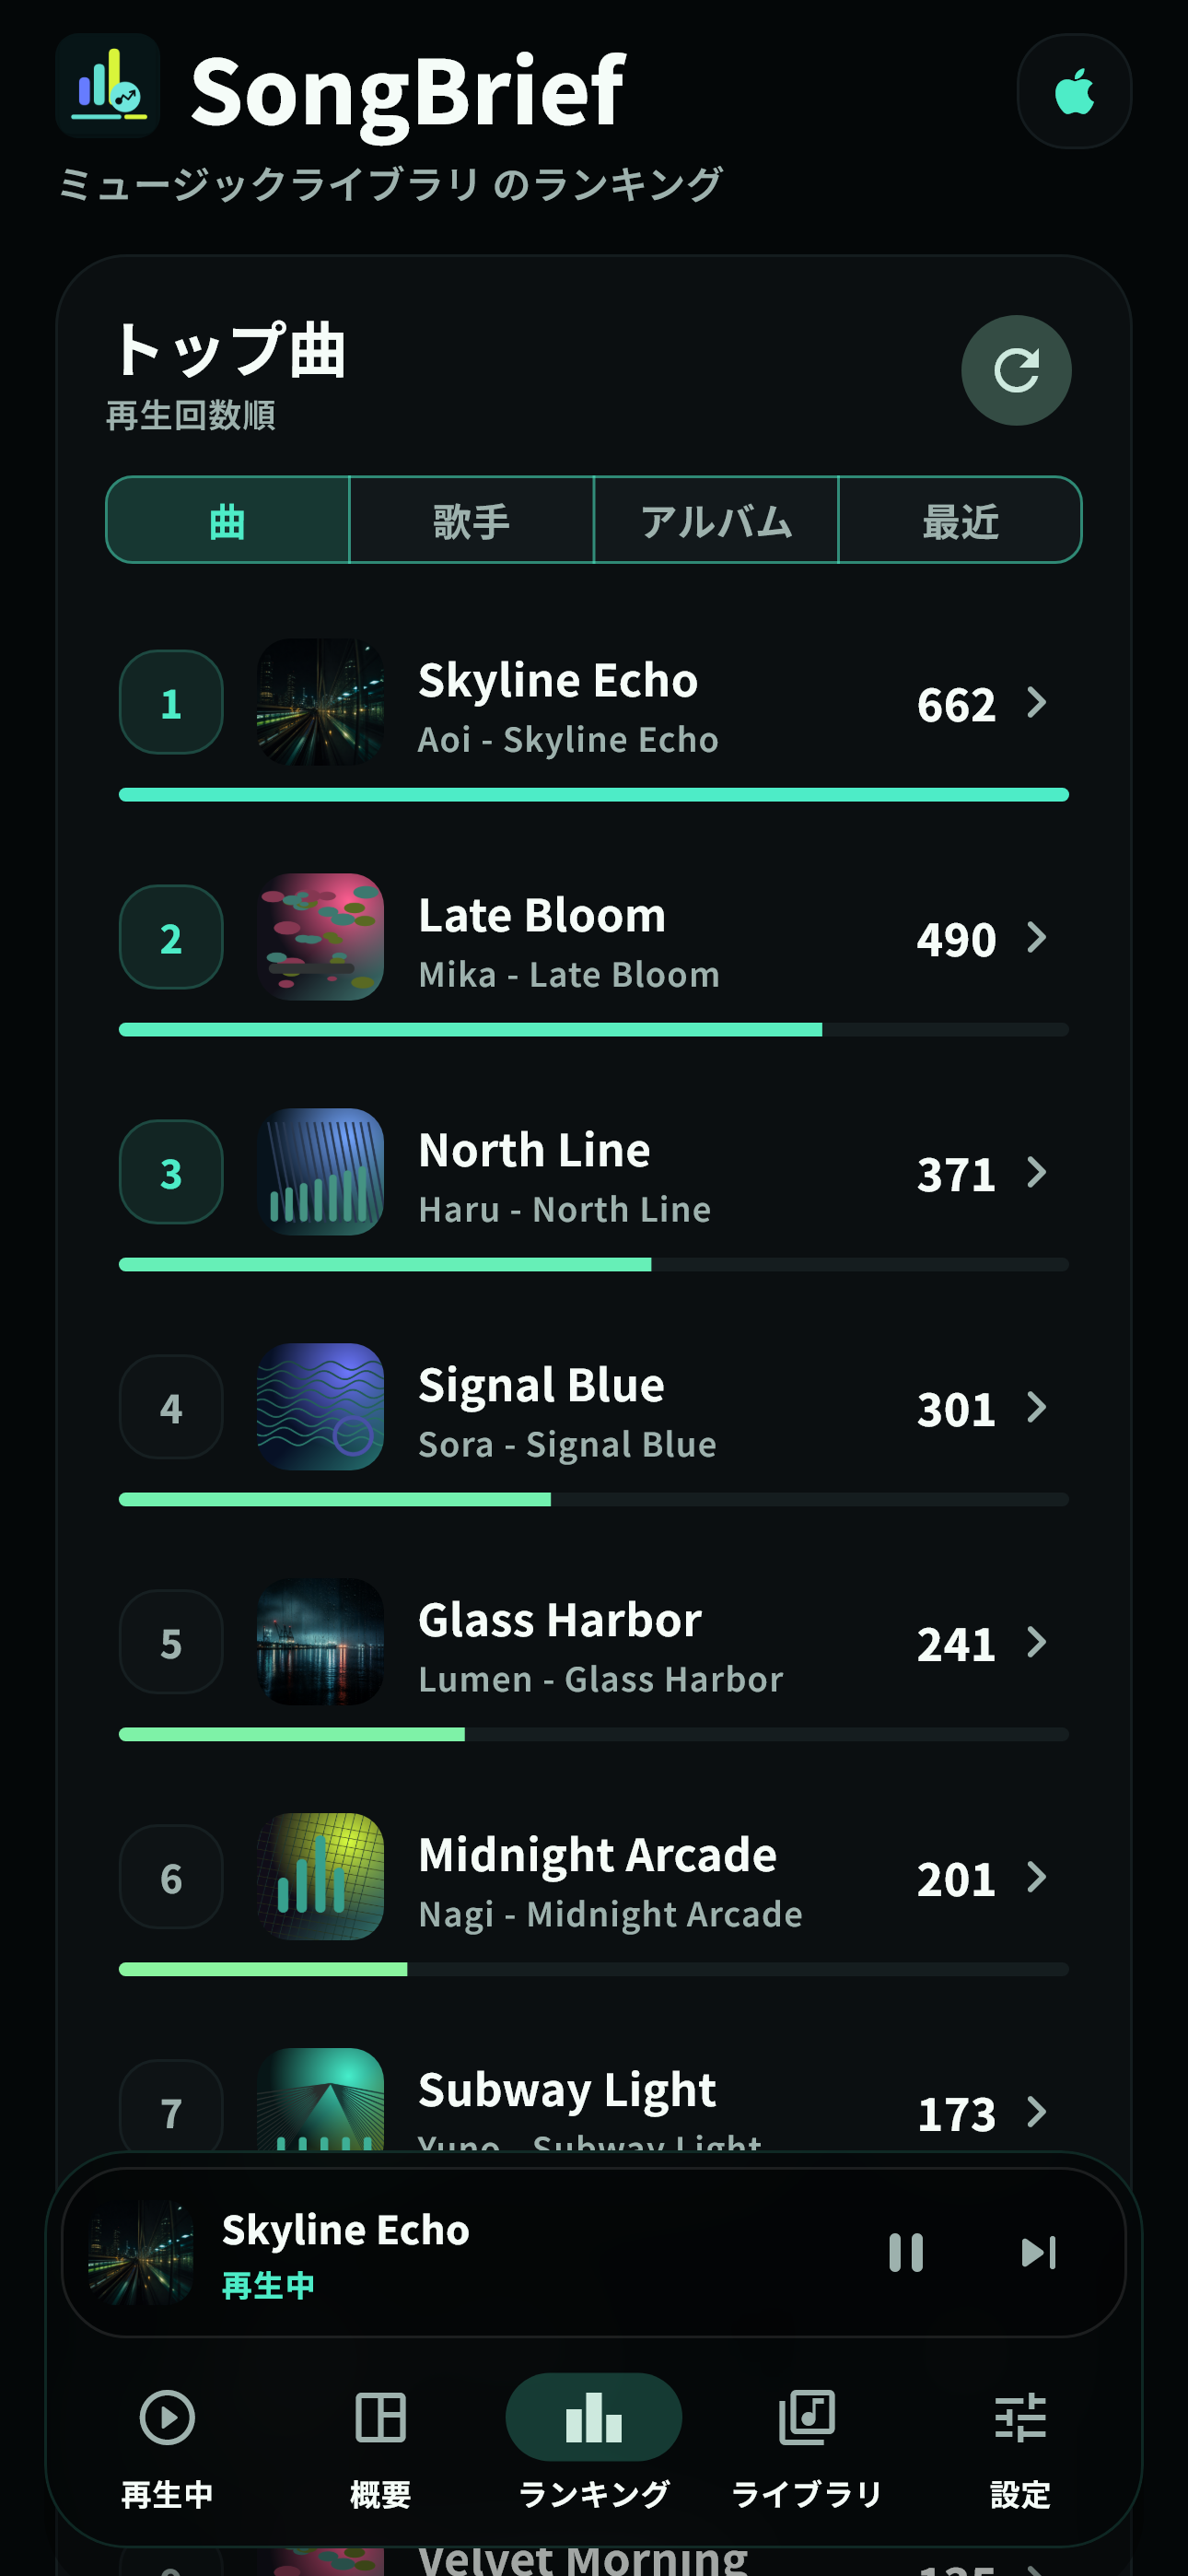 SongBrief
ミュージックライブラリ のランキング
トップ曲
再生回数順
曲
歌手
アルバム
最近
1
Skyline Echo
Aoi - Skyline Echo
662
2
Late Bloom
Mika - Late Bloom
490
3
North Line
Haru - North Line
371
4
Signal Blue
Sora - Signal Blue
301
5
Glass Harbor
Lumen - Glass Harbor
241
6
Midnight Arcade
Nagi - Midnight Arcade
201
7
Subway Light
Yuno - Subway Light
173
Skyline Echo
再生中
再生中
概要
ランキング
ライブラリ
設定
Velvet Morning